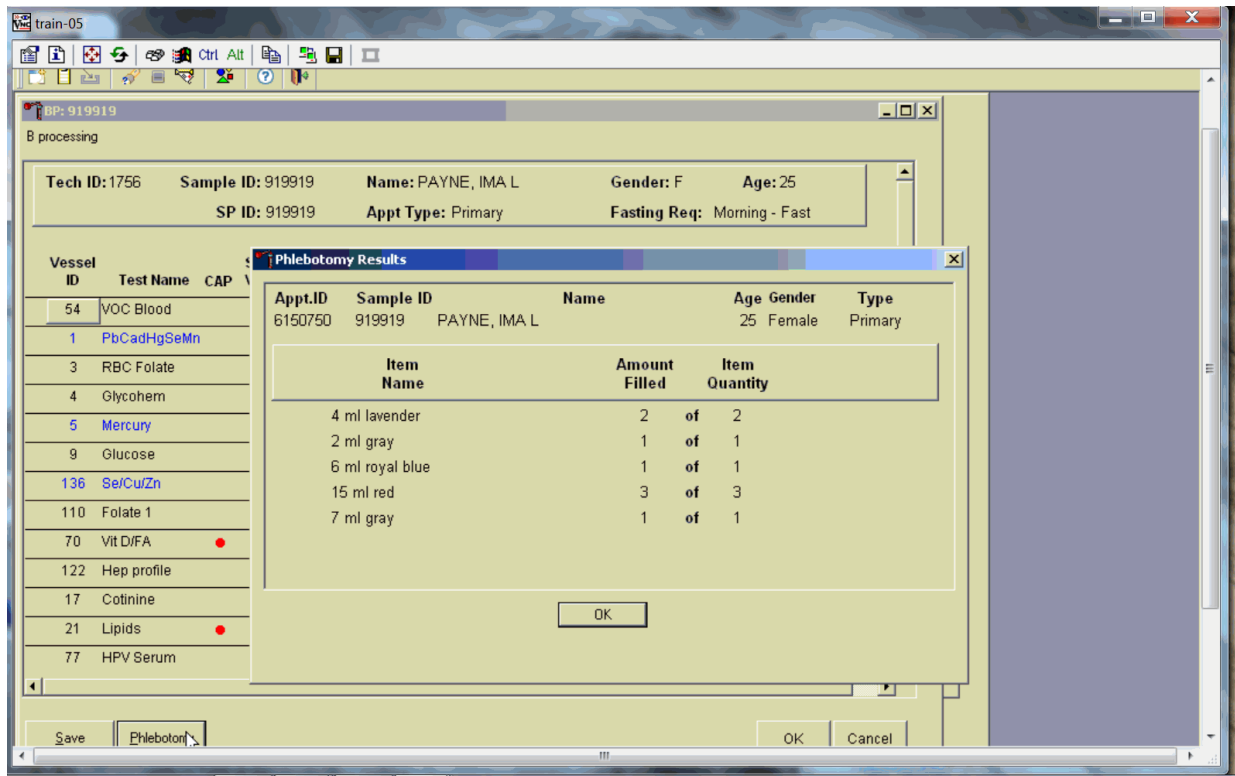 train-05
Ctrl Alt
BP: 919919
B processing
Tech ID:1756 Sample ID: 919919 Name: PAYNE, IMA L Gender: F Age: 25
SP ID: 919919 Appt Type: Primary Fasting Req: Morning - Fast
Vessel
ID Test Name CAP
54 VOC Blood
1 PbCadHgSeMn
3 RBC Folate
4 Glycohem
5 Mercury
9 Glucose
136 Se/Cu/Zn
110 Folate 1
70 Vit D/FA
122 Hep profile
17 Cotinine
21 Lipids
77 HPV Serum
Phlebotomy Results
Appt.ID Sample ID Name Age Gender Type
6150750 919919 PAYNE, IMA L 25 Female Primary
Item Amount Item
Name Filled Quantity
4 ml lavender 2 of 2
2 ml gray 1 of 1
6 ml royal blue 1 of 1
15 ml red 3 of 3
7 ml gray 1 of 1
OK
Save Phlebotomy OK Cancel